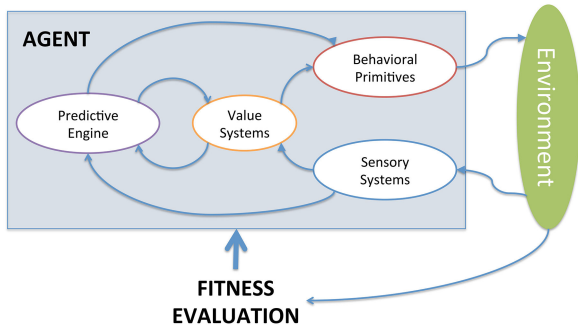 AGENT
Behavioral
Primitives
Predictive
Engine
Value
Systems
Sensory
Systems
Environment
FITNESS
EVALUATION